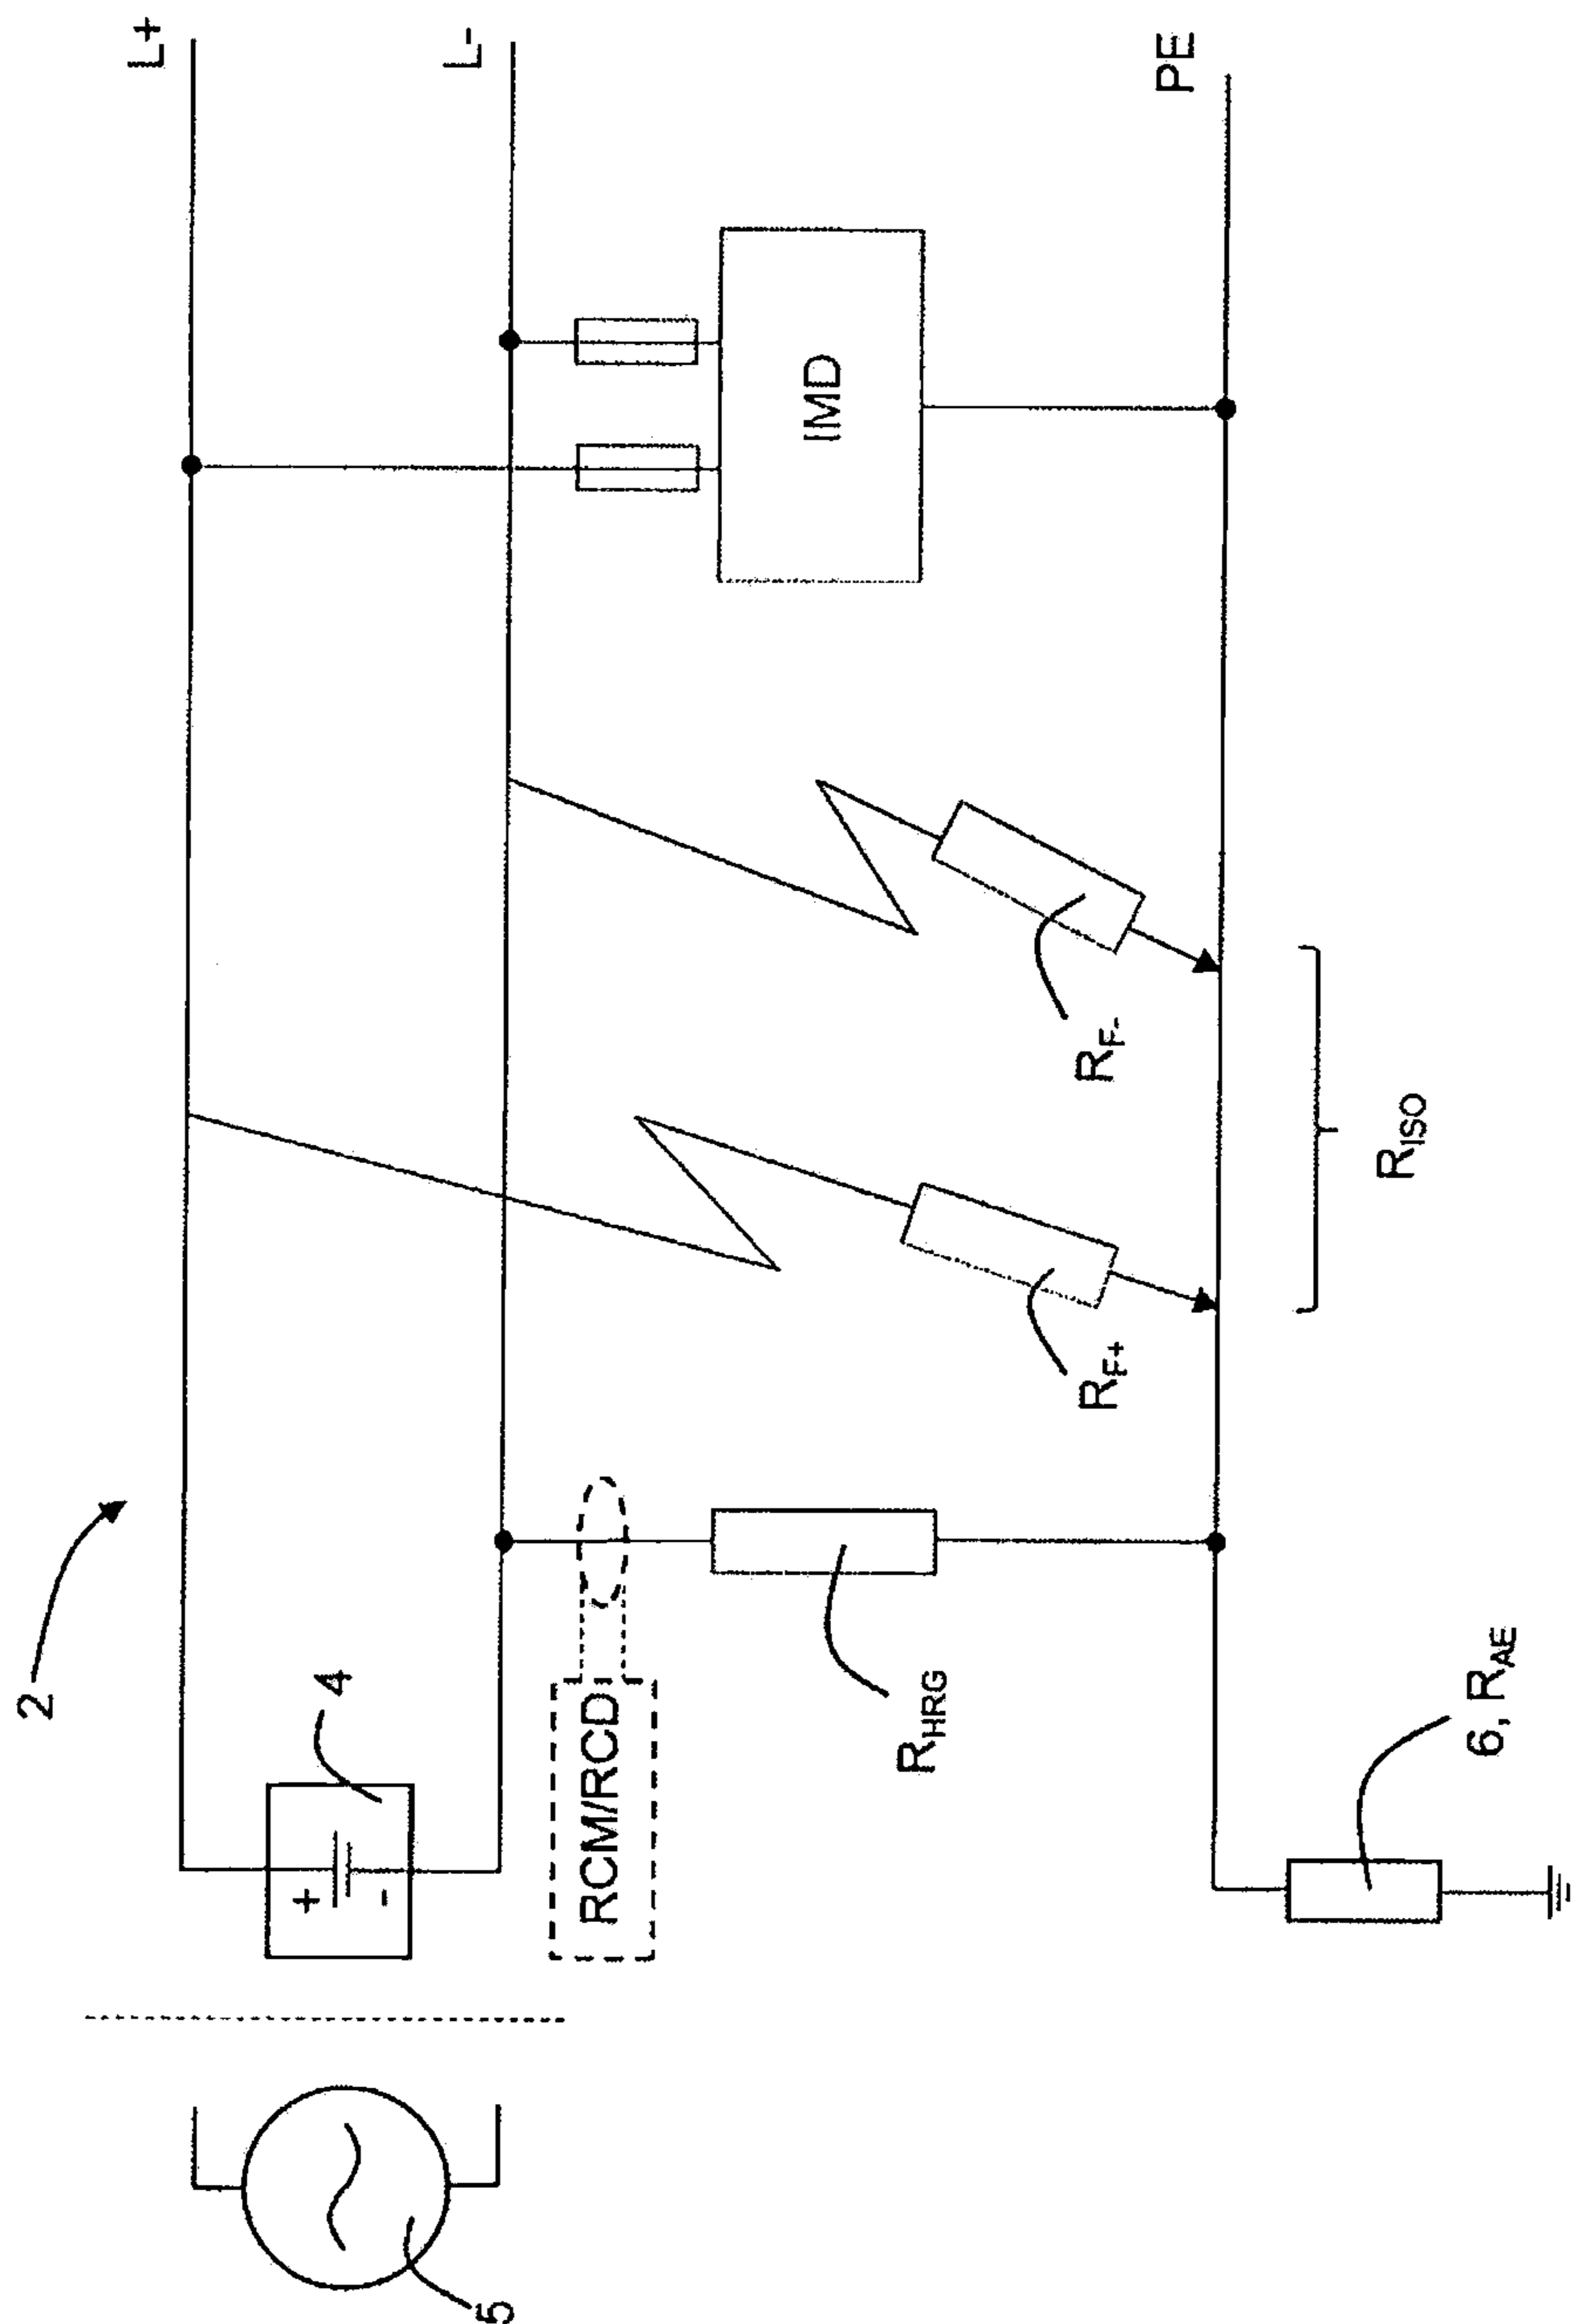 2
L+
L-
PE
4
+
-
5
RCM/RCD
IMD
R_HRG
R_F+
R_F-
R_ISO
6, R_AE